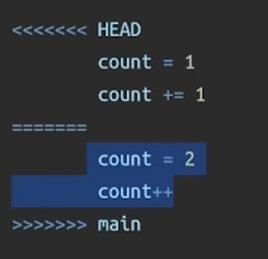 <<<<<<< HEAD
count = 1
count += 1
=======
count = 2
count++
>>>>>>> main